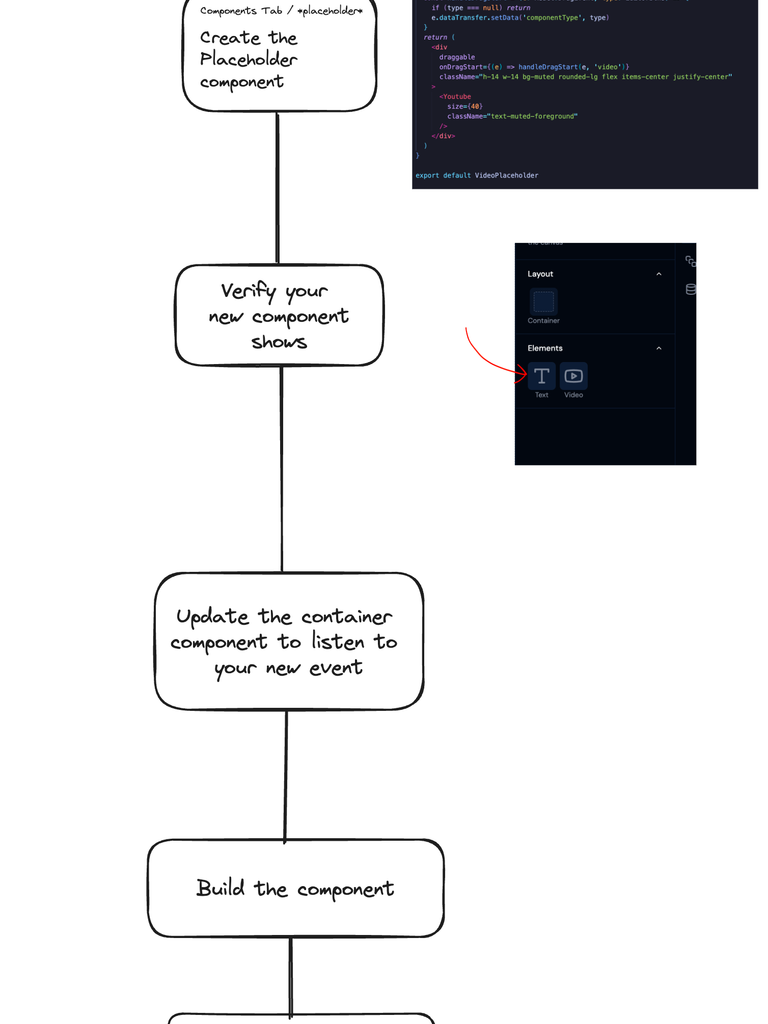 Components Tab / *placeholder*
Create the
Placeholder
component
if (type === null) return
e.dataTransfer.setData('componentType', type)
}
return (
<div
draggable
onDragStart={(e) => handleDragStart(e, 'video')}
className="h-14 w-14 bg-muted rounded-lg flex items-center justify-center"
>
<Youtube
size={40}
className="text-muted-foreground"
/>
</div>
)
}
export default VideoPlaceholder
Verify your
new component
shows
Layout
Container
Elements
Text
Video
Update the container
component to listen to
your new event
Build the component